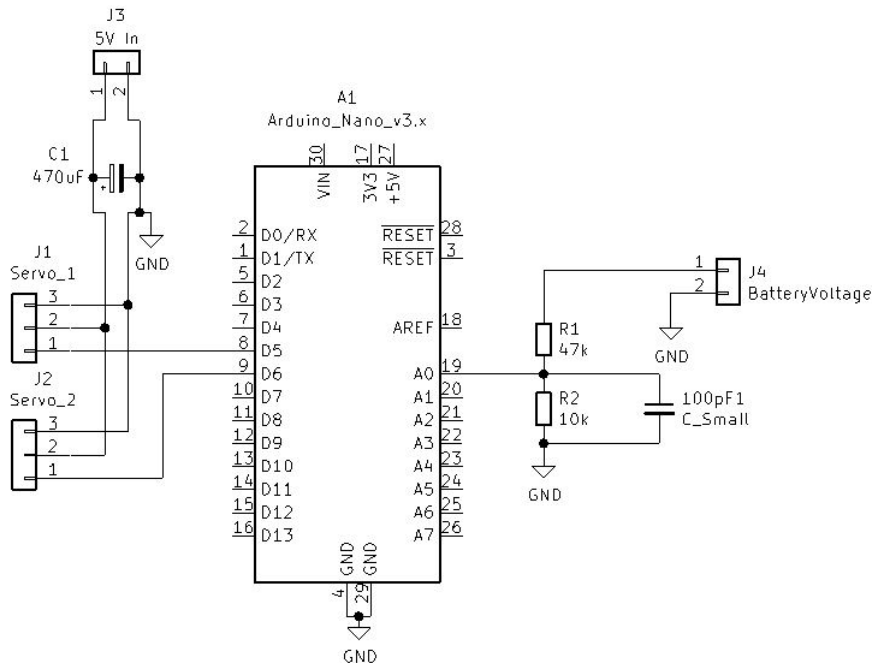 J3
5V In
1
2
C1
470uF
+
GND
J1
Servo_1
3
2
1
J2
Servo_2
3
2
1
A1
Arduino_Nano_v3.x
30
17
27
VIN
3V3
+5V
2 D0/RX RESET 28
1 D1/TX RESET 3
5 D2
6 D3
7 D4 AREF 18
8 D5
9 D6 A0 19
10 D7 A1 20
11 D8 A2 21
12 D9 A3 22
13 D10 A4 23
14 D11 A5 24
15 D12 A6 25
16 D13 A7 26
GND
GND
4
29
GND
1
2
J4
BatteryVoltage
GND
R1
47k
R2
10k
100pF1
C_Small
GND